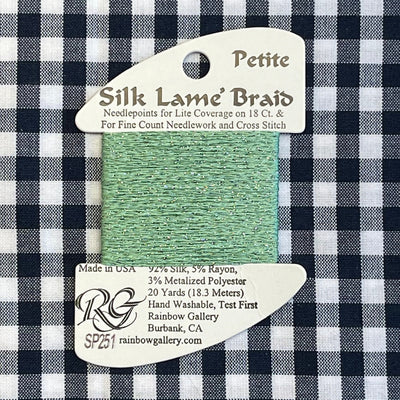 Petite
Silk Lame' Braid
Needlepoints for Lite Coverage on 18 Ct. &
For Fine Count Needlework and Cross Stitch
Made in USA 92% Silk, 5% Rayon,
3% Metalized Polyester
20 Yards (18.3 Meters)
Hand Washable, Test First
RG Rainbow Gallery
Burbank, CA
SP251 rainbowgallery.com